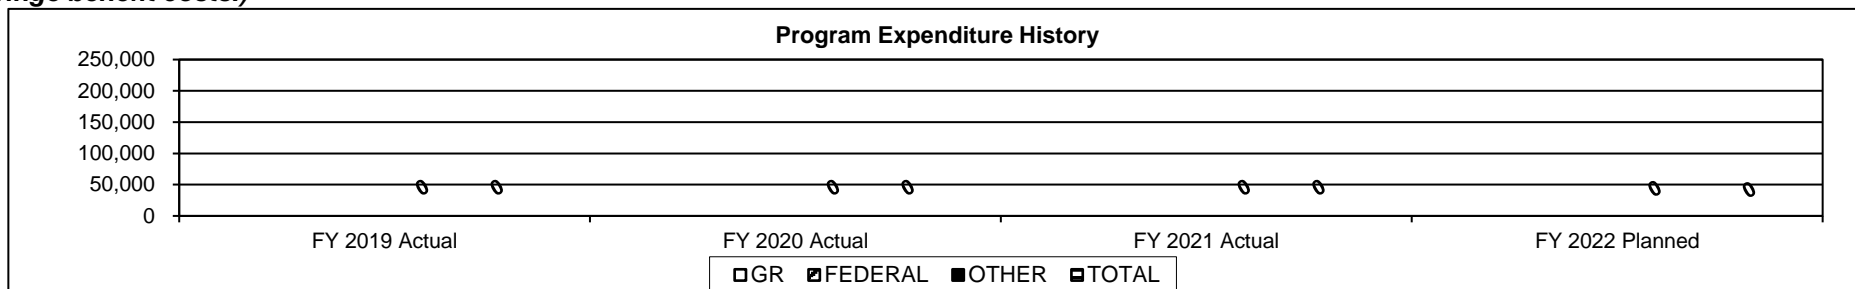 Program Expenditure History
250,000
200,000
150,000
100,000
50,000
0
0 0 0 0 0 0 0 0
FY 2019 Actual FY 2020 Actual FY 2021 Actual FY 2022 Planned
GR FEDERAL OTHER TOTAL